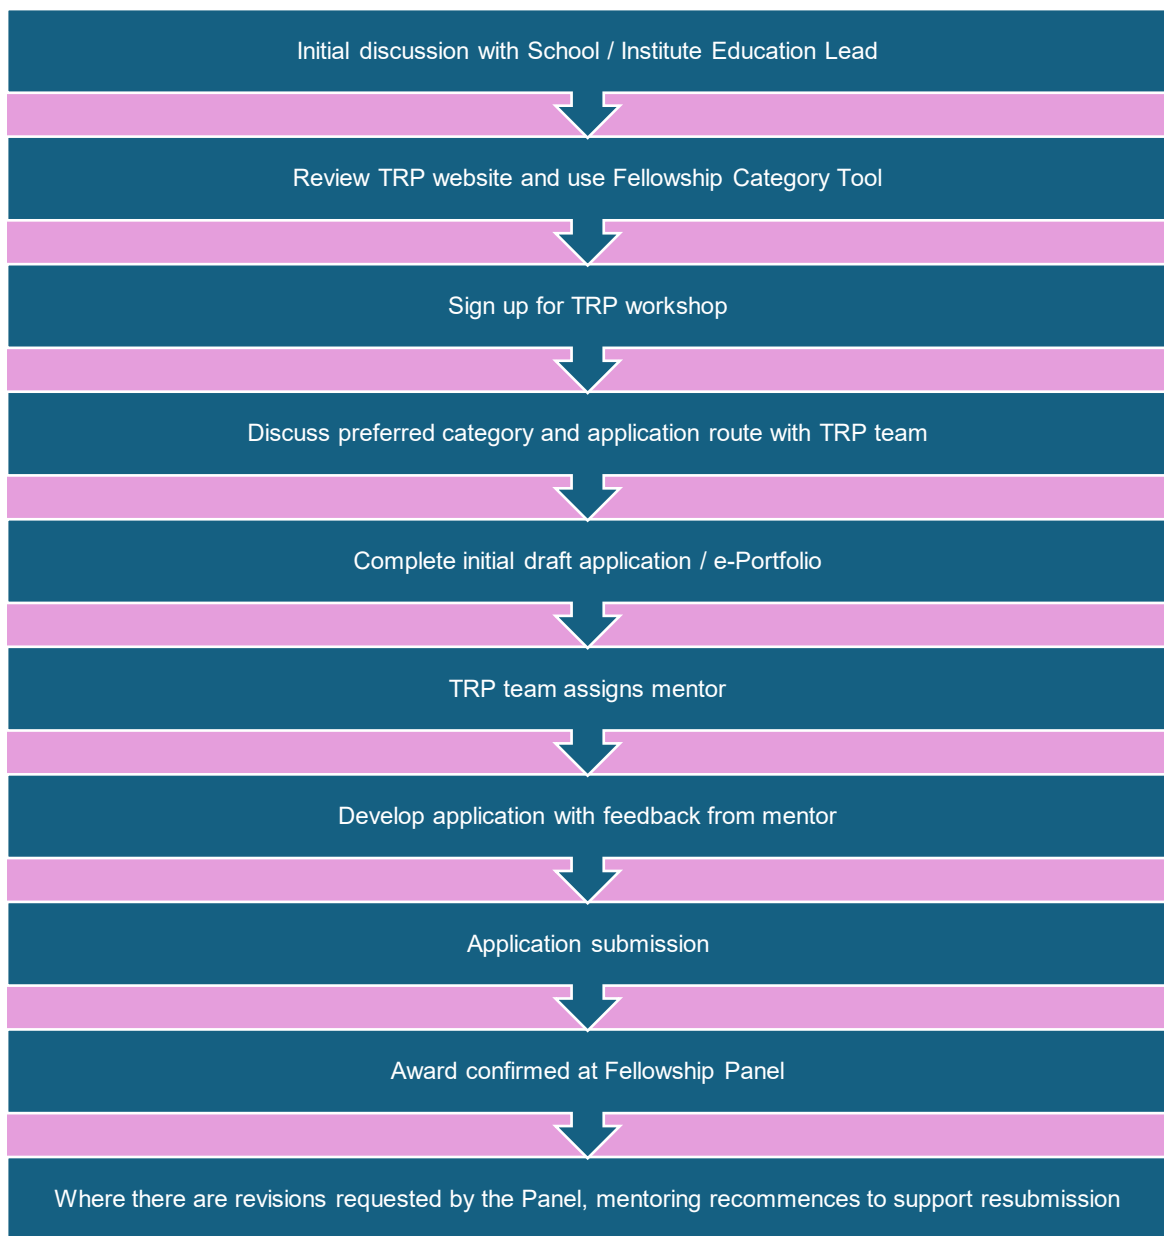 Initial discussion with School / Institute Education Lead
Review TRP website and use Fellowship Category Tool
Sign up for TRP workshop
Discuss preferred category and application route with TRP team
Complete initial draft application / e-Portfolio
TRP team assigns mentor
Develop application with feedback from mentor
Application submission
Award confirmed at Fellowship Panel
Where there are revisions requested by the Panel, mentoring recommences to support resubmission